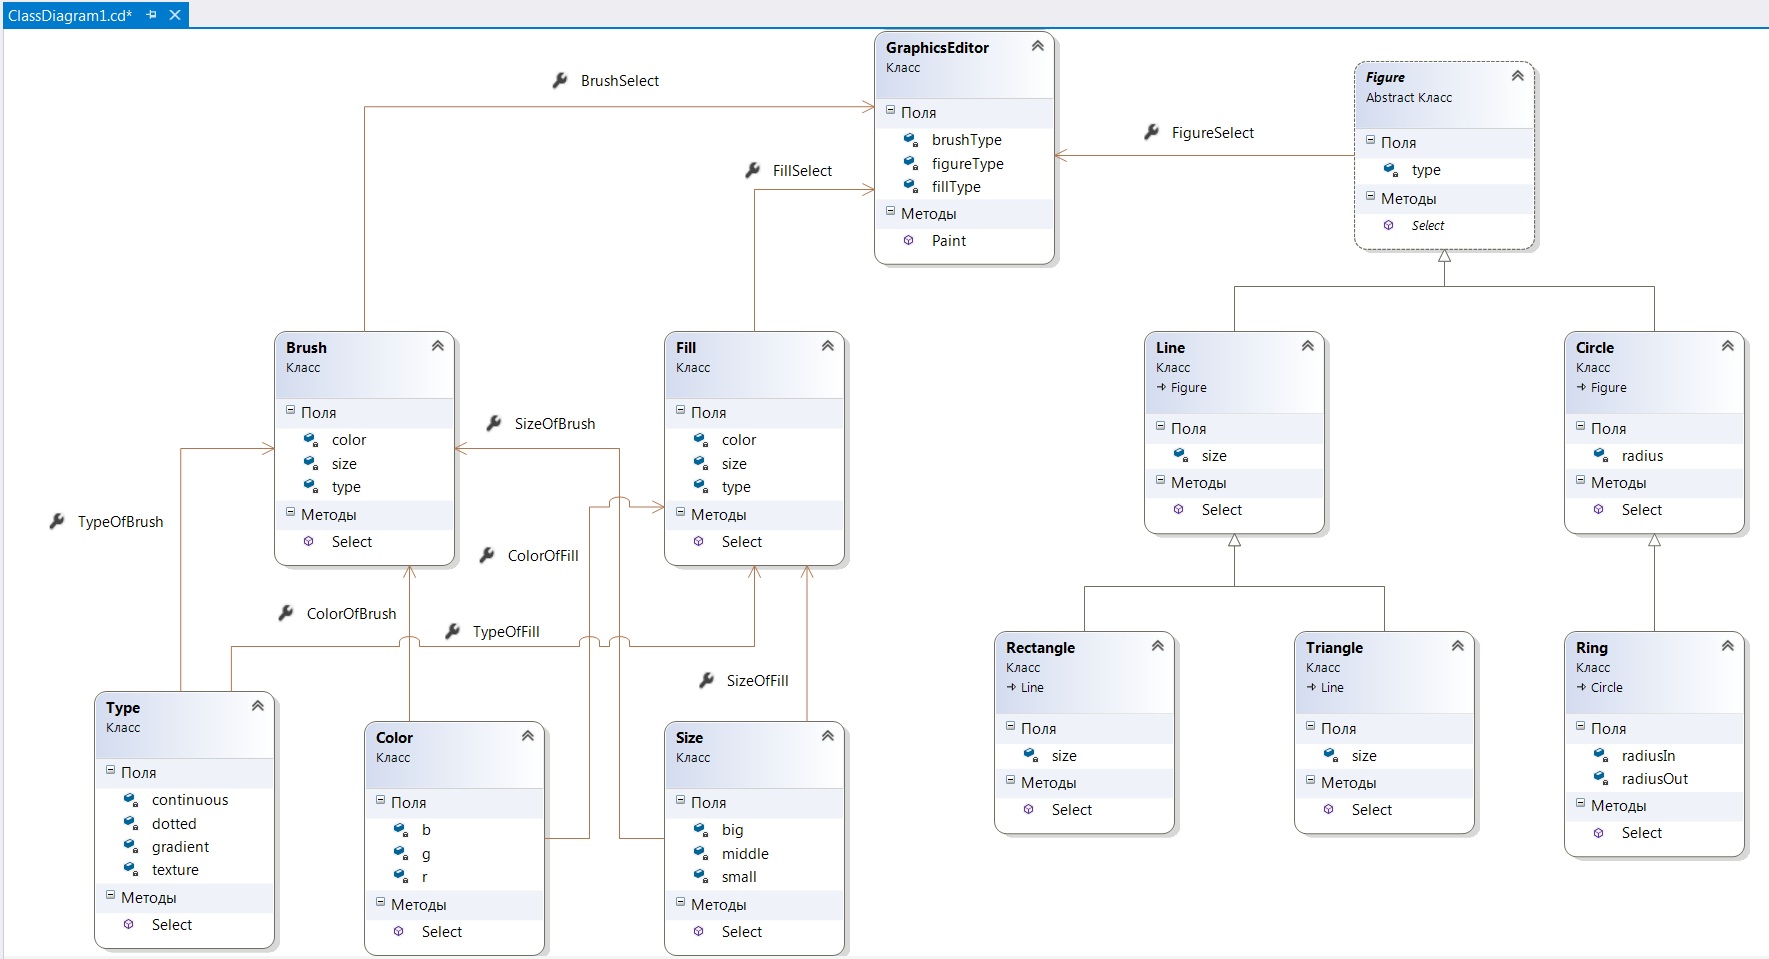 ClassDiagram1.cd*
BrushSelect
FillSelect
GraphicsEditor
Класс
Поля
brushType
figureType
fillType
Методы
Paint
FigureSelect
Figure
Abstract Класс
Поля
type
Методы
Select
Brush
Класс
Поля
color
size
type
Методы
Select
Fill
Класс
Поля
color
size
type
Методы
Select
Line
Класс
Figure
Поля
size
Методы
Select
Circle
Класс
Figure
Поля
radius
Методы
Select
SizeOfBrush
TypeOfBrush
ColorOfFill
ColorOfBrush
TypeOfFill
SizeOfFill
Type
Класс
Поля
continuous
dotted
gradient
texture
Методы
Select
Color
Класс
Поля
b
g
r
Методы
Select
Size
Класс
Поля
big
middle
small
Методы
Select
Rectangle
Класс
Line
Поля
size
Методы
Select
Triangle
Класс
Line
Поля
size
Методы
Select
Ring
Класс
Circle
Поля
radiusIn
radiusOut
Методы
Select